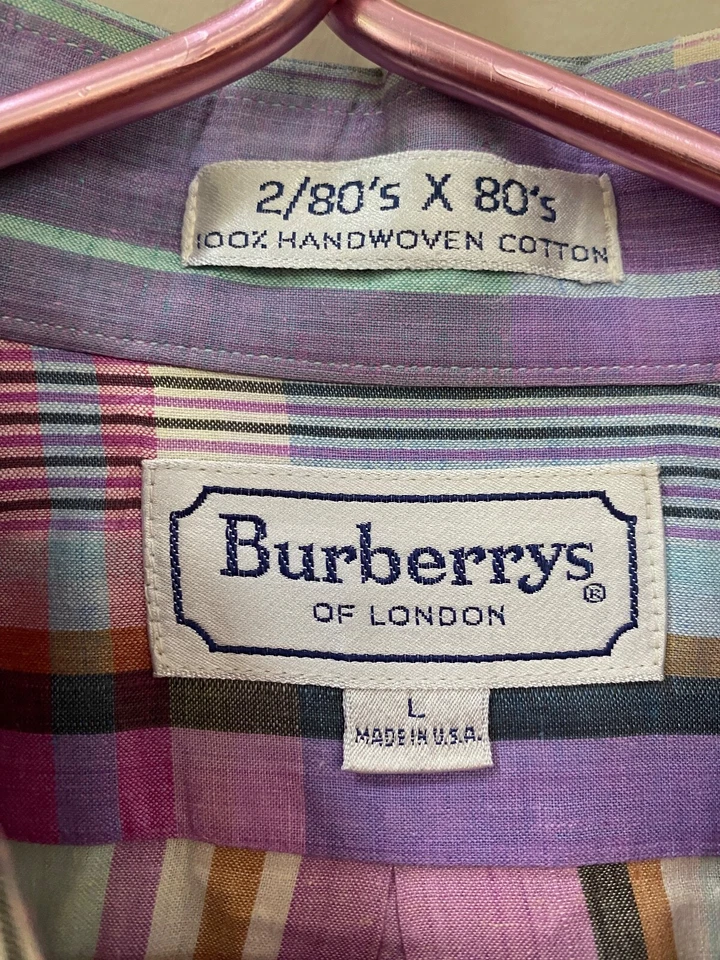 2/80's X 80's
100% HANDWOVEN COTTON
Burberrys®
OF LONDON
L
MADE IN U.S.A.